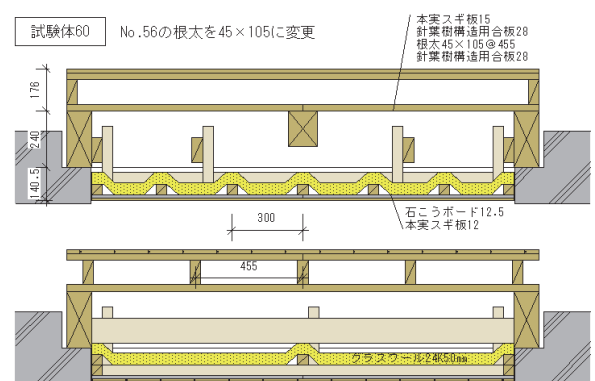 試験体60 No.56の根太を45×105に変更
本実スギ板15
針葉樹構造用合板28
根太45×105@455
針葉樹構造用合板28
176
240
140.5
石こうボード12.5
本実スギ板12
300
455
グラスウール24K50mm